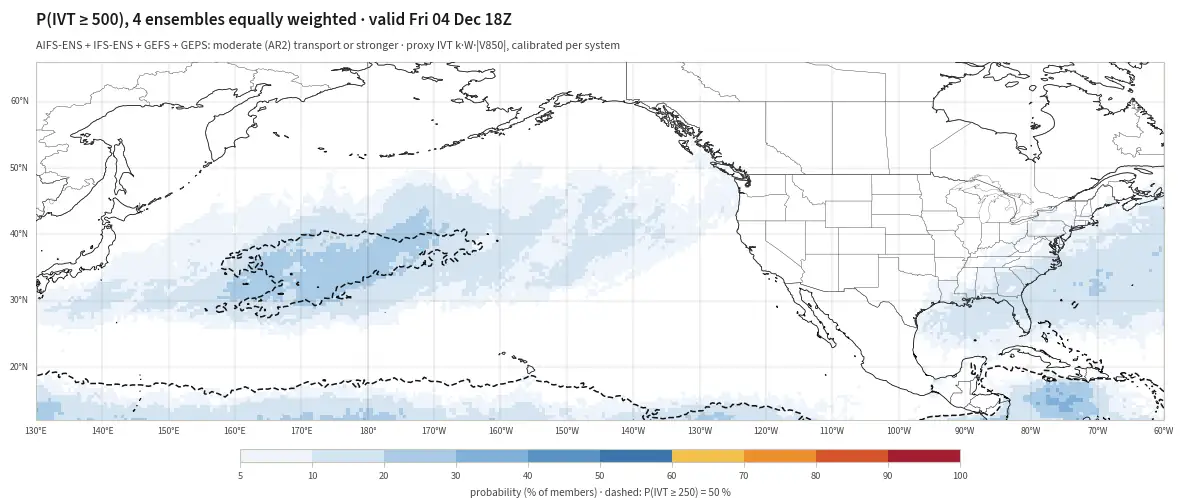 P(IVT ≥ 500), 4 ensembles equally weighted · valid Fri 04 Dec 18Z
AIFS-ENS + IFS-ENS + GEFS + GEPS: moderate (AR2) transport or stronger · proxy IVT k·W·|V850|, calibrated per system
60°N
50°N
40°N
30°N
20°N
130°E 140°E 150°E 160°E 170°E 180° 170°W 160°W 150°W 140°W 130°W 120°W 110°W 100°W 90°W 80°W 70°W 60°W
5 10 20 30 40 50 60 70 80 90 100
probability (% of members) · dashed: P(IVT ≥ 250) = 50 %